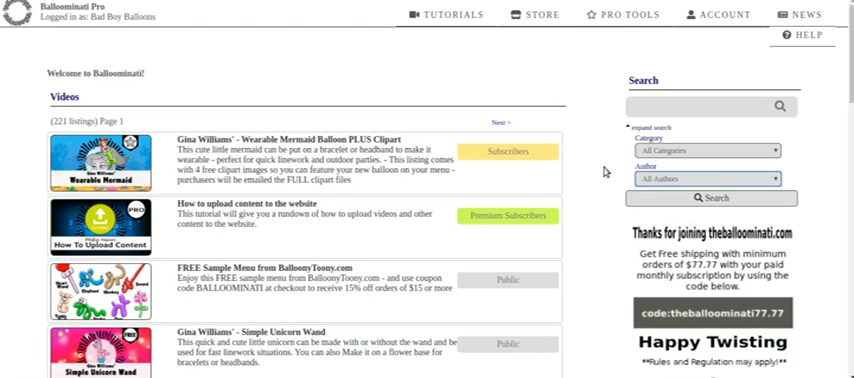 Balloominati Pro
Logged in as: Bad Boy Balloons
TUTORIALS
STORE
PRO TOOLS
ACCOUNT
NEWS
HELP
Welcome to Balloominati!
Videos
(221 listings) Page 1
Next >
Gina Williams'
Wearable Mermaid
Gina Williams' - Wearable Mermaid Balloon PLUS Clipart
This cute little mermaid can be put on a bracelet or headband to make it
wearable - perfect for quick linework and outdoor parties. - This listing comes
with 4 free clipart images so you can feature your new balloon on your menu -
purchasers will be emailed the FULL clipart files
Subscribers
PRO
How To Upload Content
How to upload content to the website
This tutorial will give you a rundown of how to upload videos and other
content to the website.
Premium Subscribers
FREE Sample Menu from BalloonyToony.com
Enjoy this FREE sample menu from BalloonyToony.com - and use coupon
code BALLOOMINATI at checkout to receive 15% off orders of $15 or more
Public
FREE
Gina Williams'
Simple Unicorn Wand
Gina Williams' - Simple Unicorn Wand
This quick and cute little unicorn can be made with or without the wand and be
used for fast linework situations. You can also Make it on a flower base for
bracelets or headbands.
Public
Search
expand search
Category
All Categories
Author
All Authors
Search
Thanks for joining theballoominati.com
Get Free shipping with minimum
orders of $77.77 with your paid
monthly subscription by using the
code below.
code:theballoominati77.77
Happy Twisting
**Rules and Regulation may apply!**